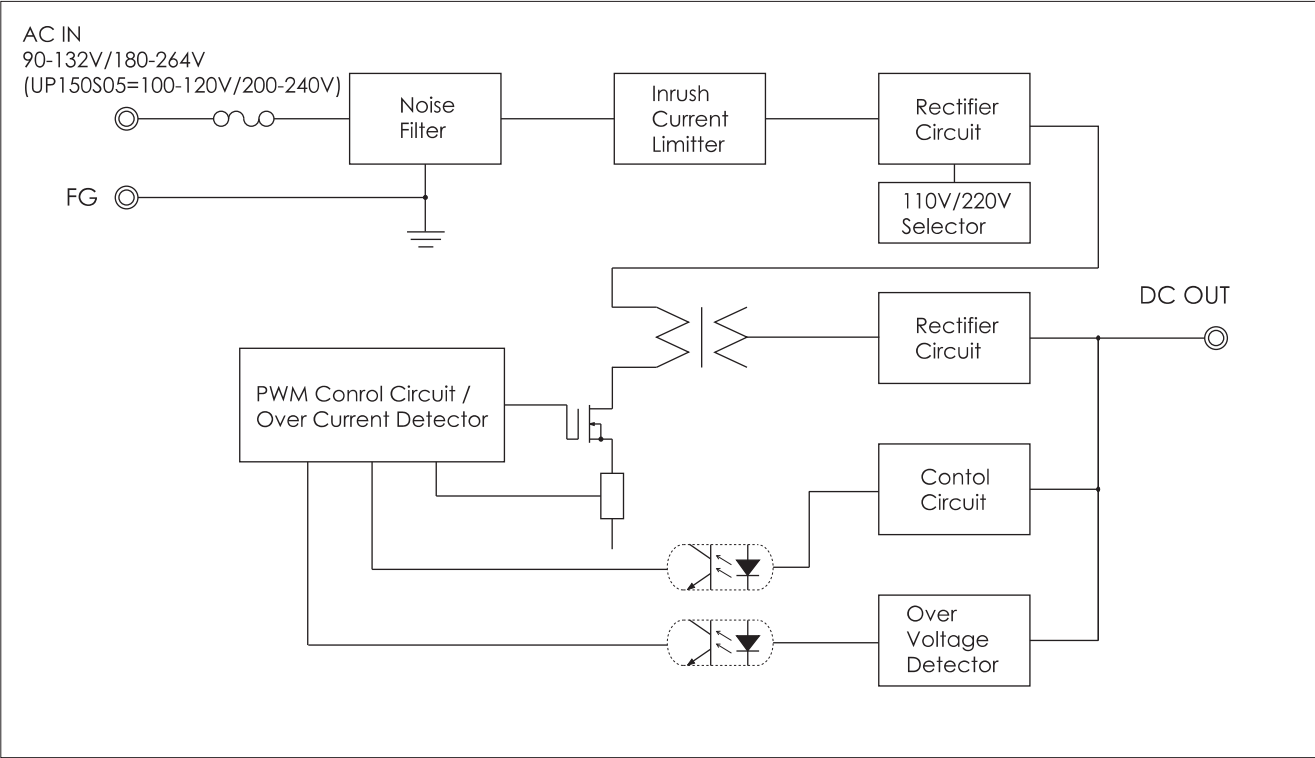 AC IN
90-132V/180-264V
(UP150S05=100-120V/200-240V)
Noise
Filter
Inrush
Current
Limitter
Rectifier
Circuit
FG
110V/220V
Selector
DC OUT
Rectifier
Circuit
PWM Conrol Circuit /
Over Current Detector
Contol
Circuit
Over
Voltage
Detector